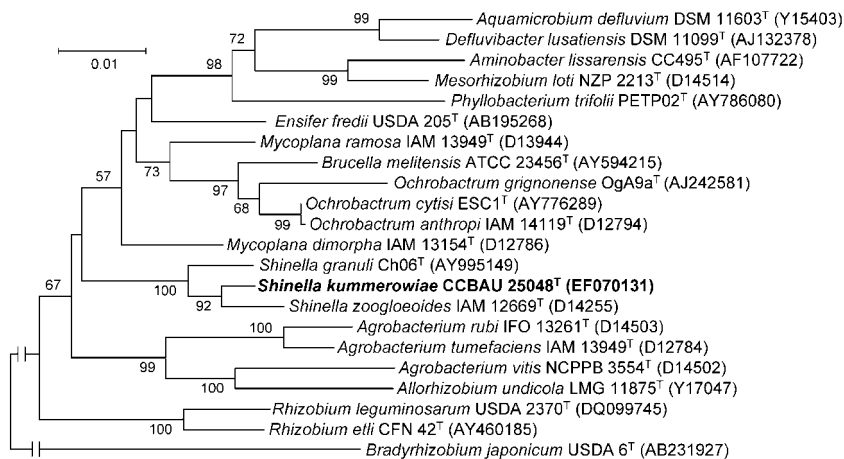 99
Aquamicrobium defluvium DSM 11603T (Y15403)
72
Defluvibacter lusatiensis DSM 11099T (AJ132378)
0.01
98
Aminobacter lissarensis CC495T (AF107722)
99
Mesorhizobium loti NZP 2213T (D14514)
Phyllobacterium trifolii PETP02T (AY786080)
Ensifer fredii USDA 205T (AB195268)
Mycoplana ramosa IAM 13949T (D13944)
73
Brucella melitensis ATCC 23456T (AY594215)
57
97
Ochrobactrum grignonense OgA9aT (AJ242581)
68
Ochrobactrum cytisi ESC1T (AY776289)
99
Ochrobactrum anthropi IAM 14119T (D12794)
Mycoplana dimorpha IAM 13154T (D12786)
Shinella granuli Ch06T (AY995149)
67
100
Shinella kummerowiae CCBAU 25048T (EF070131)
92
Shinella zoogloeoides IAM 12669T (D14255)
100
Agrobacterium rubi IFO 13261T (D14503)
Agrobacterium tumefaciens IAM 13949T (D12784)
99
Agrobacterium vitis NCPPB 3554T (D14502)
100
Allorhizobium undicola LMG 11875T (Y17047)
Rhizobium leguminosarum USDA 2370T (DQ099745)
100
Rhizobium etli CFN 42T (AY460185)
Bradyrhizobium japonicum USDA 6T (AB231927)